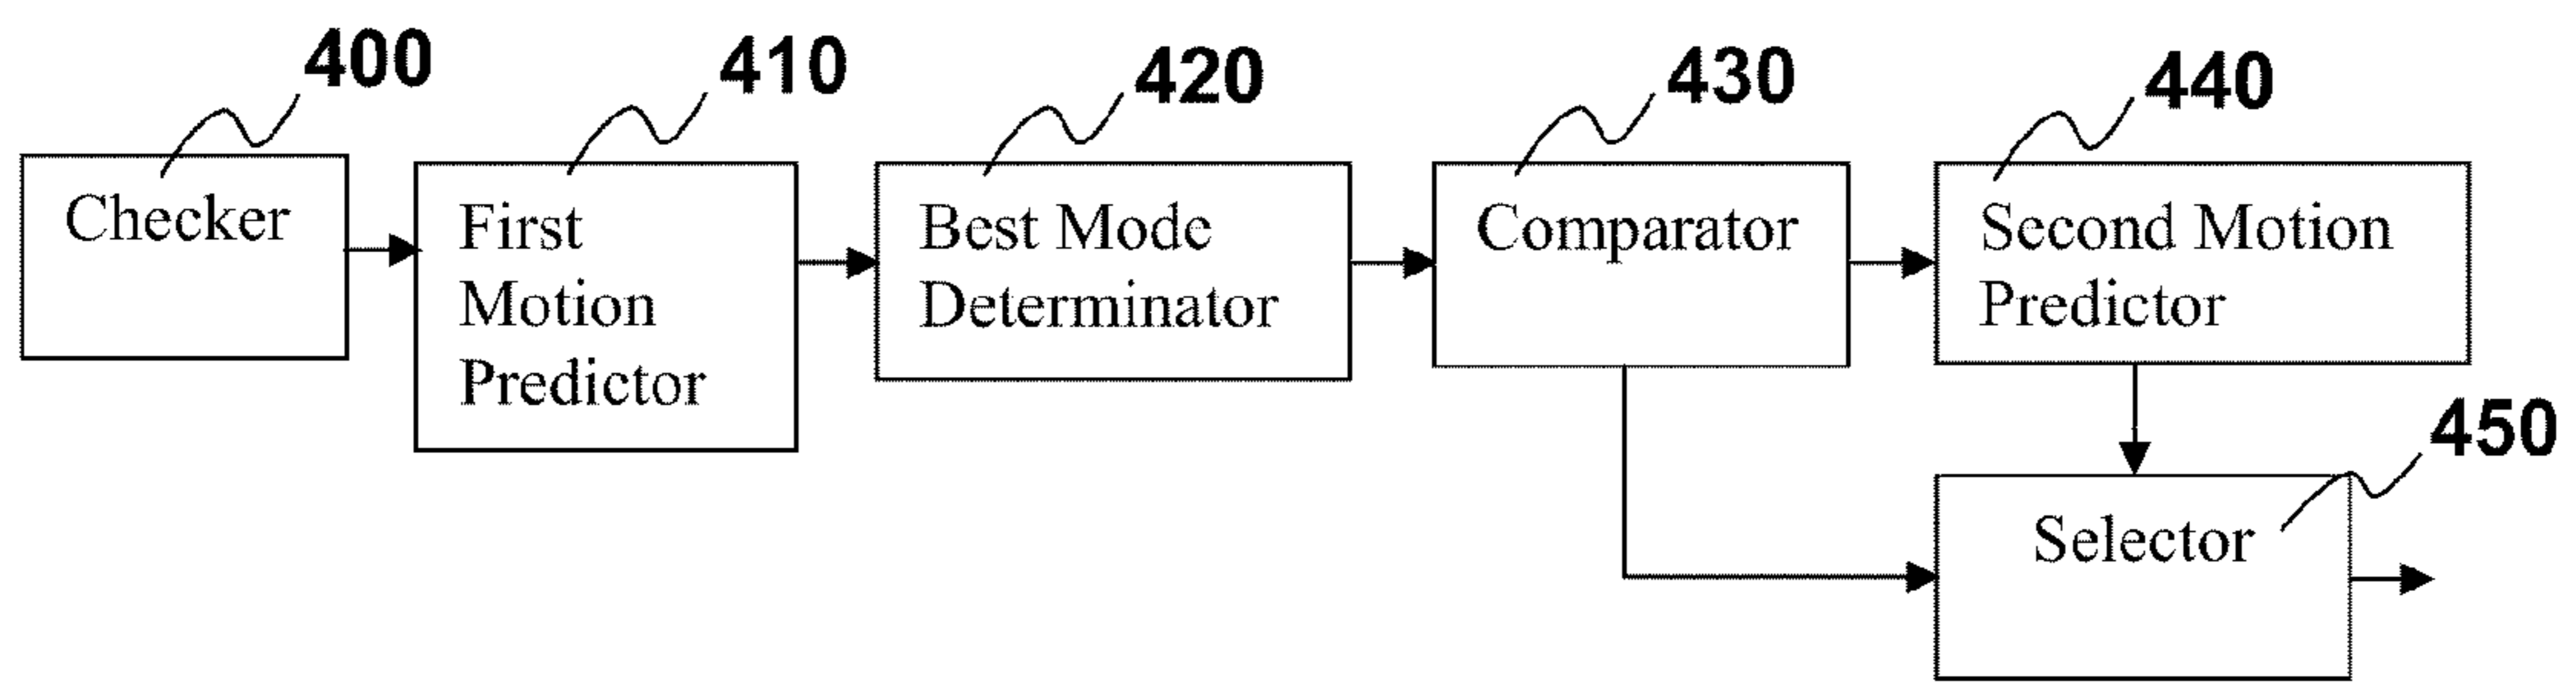 400
410
420
430
440
Checker
First
Motion
Predictor
Best Mode
Determinator
Comparator
Second Motion
Predictor
450
Selector